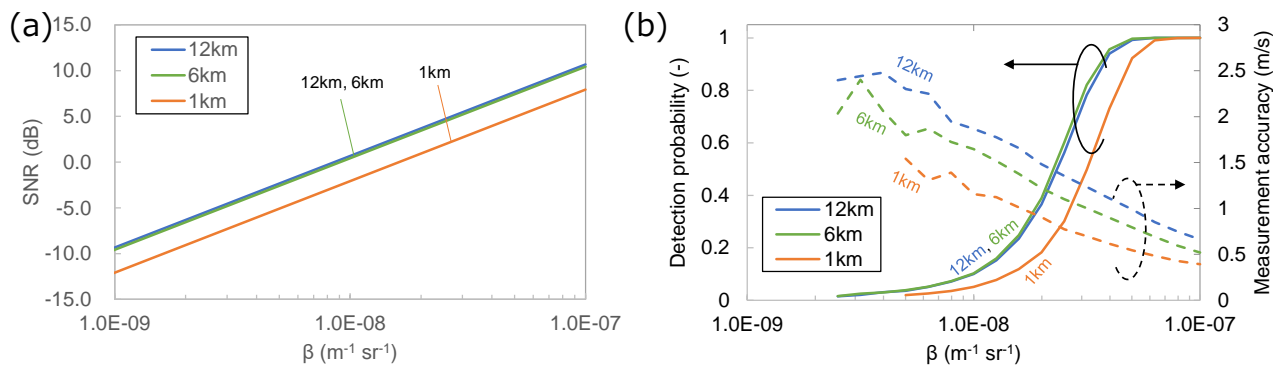 (a)
15.0
10.0
5.0
0.0
-5.0
-10.0
-15.0
SNR (dB)
12km
6km
1km
12km, 6km
1km
1.0E-09
1.0E-08
1.0E-07
β (m-1 sr-1)
(b)
1
0.8
0.6
0.4
0.2
0
Detection probability (-)
12km
6km
1km
12km
6km
1km
12km, 6km
1km
3
2.5
2
1.5
1
0.5
0
Measurement accuracy (m/s)
1.0E-09
1.0E-08
1.0E-07
β (m-1 sr-1)